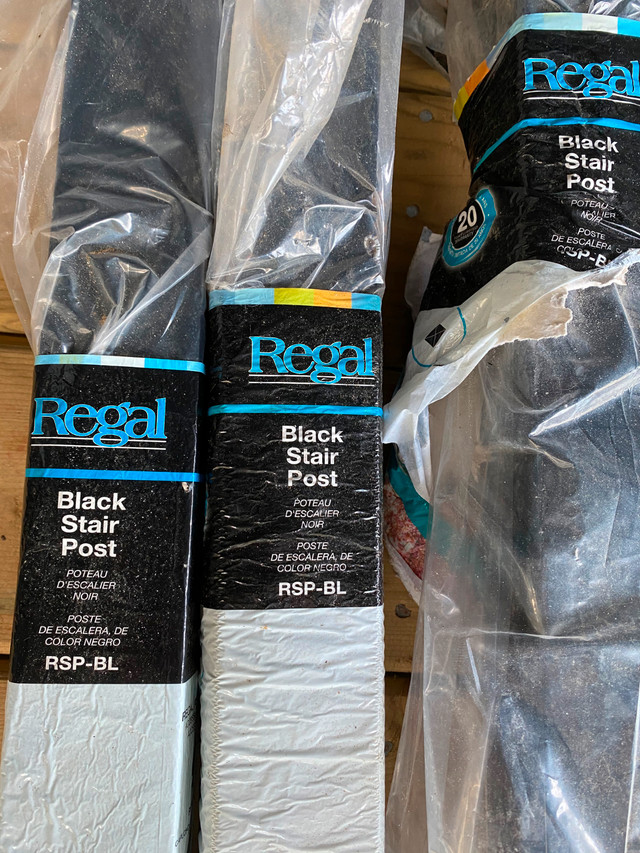 Regal
Black
Stair
Post
POTEAU
D'ESCALIER
NOIR
POSTE
DE ESCALERA, DE
COLOR NEGRO
RSP-BL
Regal
Black
Stair
Post
POTEAU
D'ESCALIER
NOIR
POSTE
DE ESCALERA, DE
COLOR NEGRO
RSP-BL
Regal
Black
Stair
Post
POTEAU
NOIR
POSTE
DE ESCALERA
20